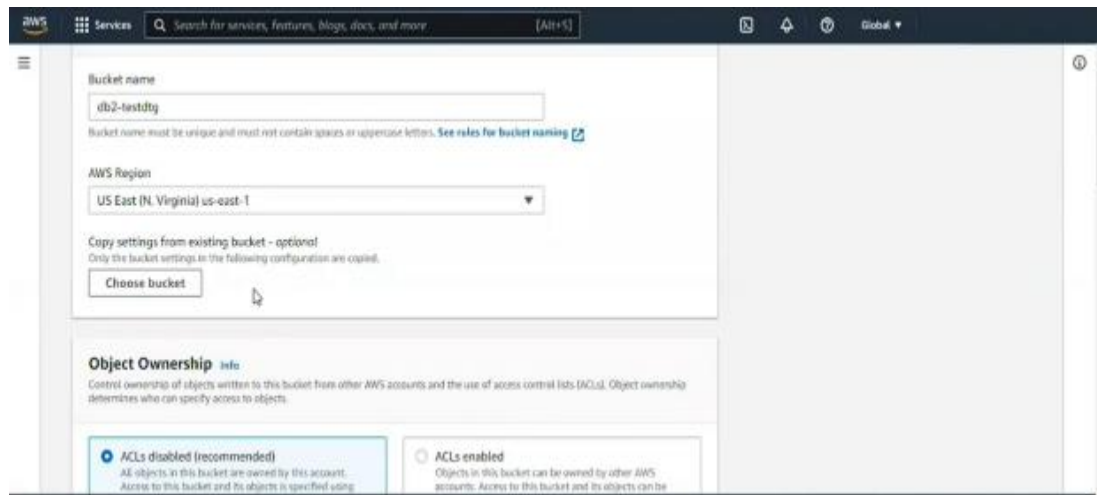 aws Services Search for services, features, blogs, docs, and more [Alt+S] Global ▼
Bucket name
db2-testdtg
Bucket name must be unique and must not contain spaces or uppercase letters. See rules for bucket naming
AWS Region
US East (N. Virginia) us-east-1
Copy settings from existing bucket - optional
Only the bucket settings in the following configuration are copied.
Choose bucket
Object Ownership Info
Control ownership of objects written to this bucket from other AWS accounts and the use of access control lists (ACLs). Object ownership
determines who can specify access to objects.
ACLs disabled (recommended)
All objects in this bucket are owned by this account.
Access to this bucket and its objects is specified using
ACLs enabled
Objects in this bucket can be owned by other AWS
accounts. Access to this bucket and its objects can be